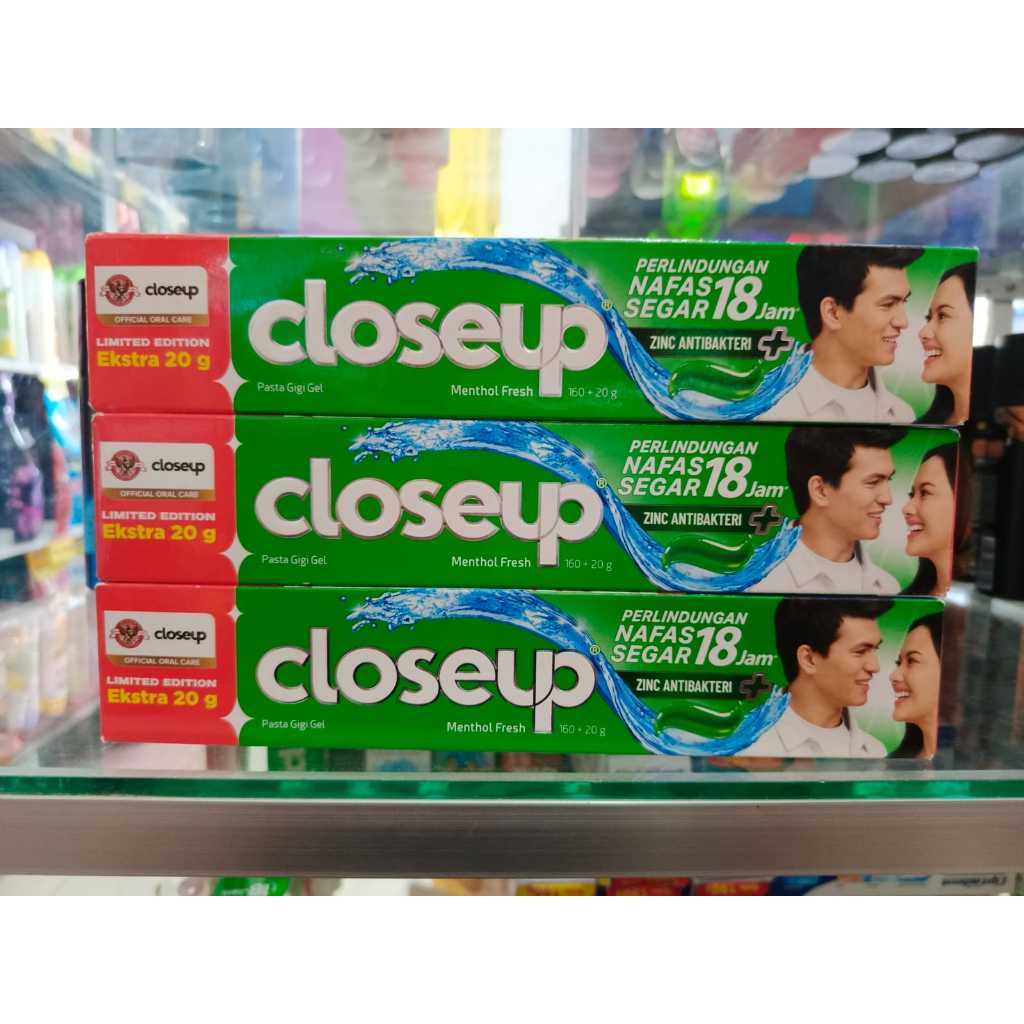 closeup
OFFICIAL ORAL CARE
LIMITED EDITION
Ekstra 20 g
closeup®
Pasta Gigi Gel
Menthol Fresh
160 + 20 g
PERLINDUNGAN
NAFAS
SEGAR 18 Jam*
ZINC ANTIBAKTERI
closeup
OFFICIAL ORAL CARE
LIMITED EDITION
Ekstra 20 g
closeup®
Pasta Gigi Gel
Menthol Fresh
160 + 20 g
PERLINDUNGAN
NAFAS
SEGAR 18 Jam*
ZINC ANTIBAKTERI
closeup
OFFICIAL ORAL CARE
LIMITED EDITION
Ekstra 20 g
closeup®
Pasta Gigi Gel
Menthol Fresh
160 + 20 g
PERLINDUNGAN
NAFAS
SEGAR 18 Jam*
ZINC ANTIBAKTERI